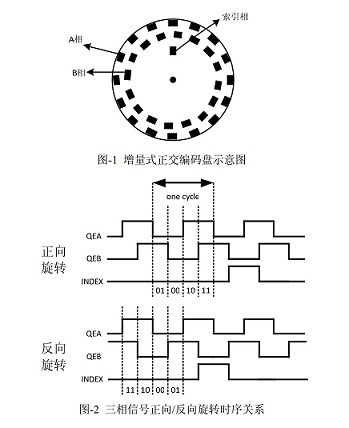 索引相
A相
B相
图-1 增量式正交编码盘示意图
one cycle
正向
旋转
QEA
QEB
INDEX
01 00 10 11
反向
旋转
QEA
QEB
INDEX
11 10 00 01
图-2 三相信号正向/反向旋转时序关系